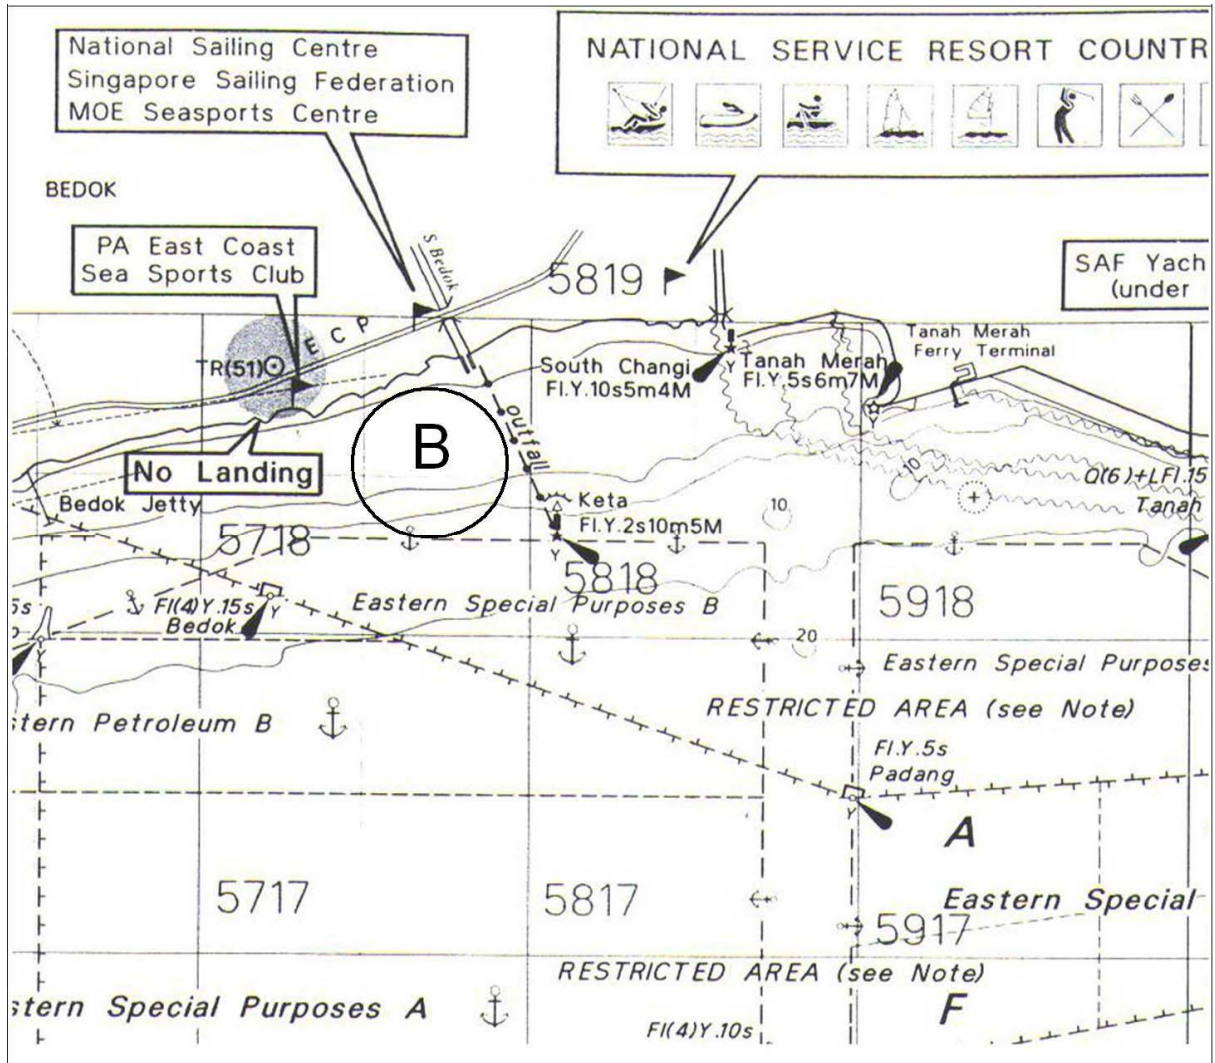 National Sailing Centre
Singapore Sailing Federation
MOE Seasports Centre
NATIONAL SERVICE RESORT COUNTR
BEDOK
PA East Coast
Sea Sports Club
S Bedok
5819
SAF Yach
(under
E C P
TR(51)
South Changi
Fl.Y.10s5m4M
Y
Tanah Merah
Fl.Y.5s6m7M
Y
Tanah Merah
Ferry Terminal
B
outfall
No Landing
Bedok Jetty
Keta
Fl.Y.2s10m5M
Y
10
10
Q(6)+LFl.15
Tanah
5718
5818
5918
5s
Fl(4)Y.15s
Bedok
Y
Y
Eastern Special Purposes B
20
Eastern Special Purposes
stern Petroleum B
RESTRICTED AREA (see Note)
Fl.Y.5s
Padang
Y
A
5717
5817
Eastern Special
5917
RESTRICTED AREA (see Note)
stern Special Purposes A
F
Fl(4)Y.10s